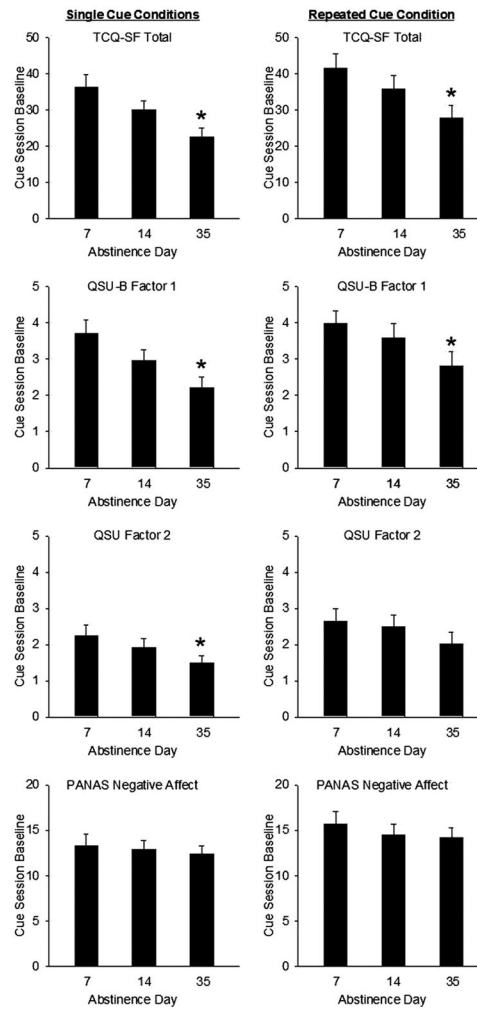 Single Cue Conditions
TCQ-SF Total
50
40
30
20
10
0
Cue Session Baseline
*
7 14 35
Abstinence Day
Repeated Cue Condition
TCQ-SF Total
50
40
30
20
10
0
Cue Session Baseline
*
7 14 35
Abstinence Day
QSU-B Factor 1
5
4
3
2
1
0
Cue Session Baseline
*
7 14 35
Abstinence Day
QSU-B Factor 1
5
4
3
2
1
0
Cue Session Baseline
*
7 14 35
Abstinence Day
QSU Factor 2
5
4
3
2
1
0
Cue Session Baseline
*
7 14 35
Abstinence Day
QSU Factor 2
5
4
3
2
1
0
Cue Session Baseline
7 14 35
Abstinence Day
PANAS Negative Affect
20
15
10
5
0
Cue Session Baseline
7 14 35
Abstinence Day
PANAS Negative Affect
20
15
10
5
0
Cue Session Baseline
7 14 35
Abstinence Day